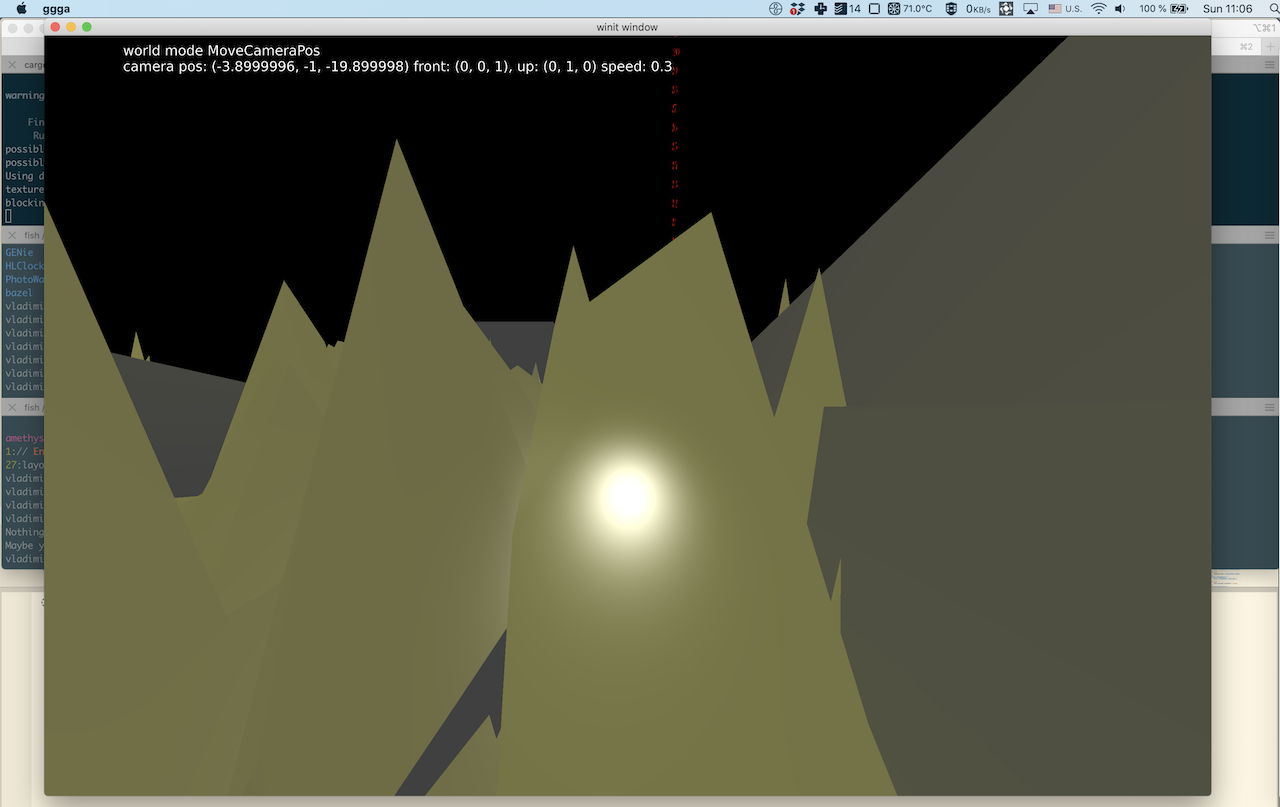 ggga
14
71.0°C
0KB/s
U.S.
100 %
Sun 11:06
winit window
⌥⌘1
⌘2
world mode MoveCameraPos
camera pos: (-3.8999996, -1, -19.899998) front: (0, 0, 1), up: (0, 1, 0) speed: 0.3
warning
Fin
Ru
possibl
possibl
Using d
texture
blockin
fish
GENie
HLClock
PhotoWa
bazel
vladimi
vladimi
vladimi
vladimi
vladimi
vladimi
vladimi
fish
amethys
1:// En
27:layo
vladimi
vladimi
vladimi
vladimi
Nothing
Maybe y
vladimi